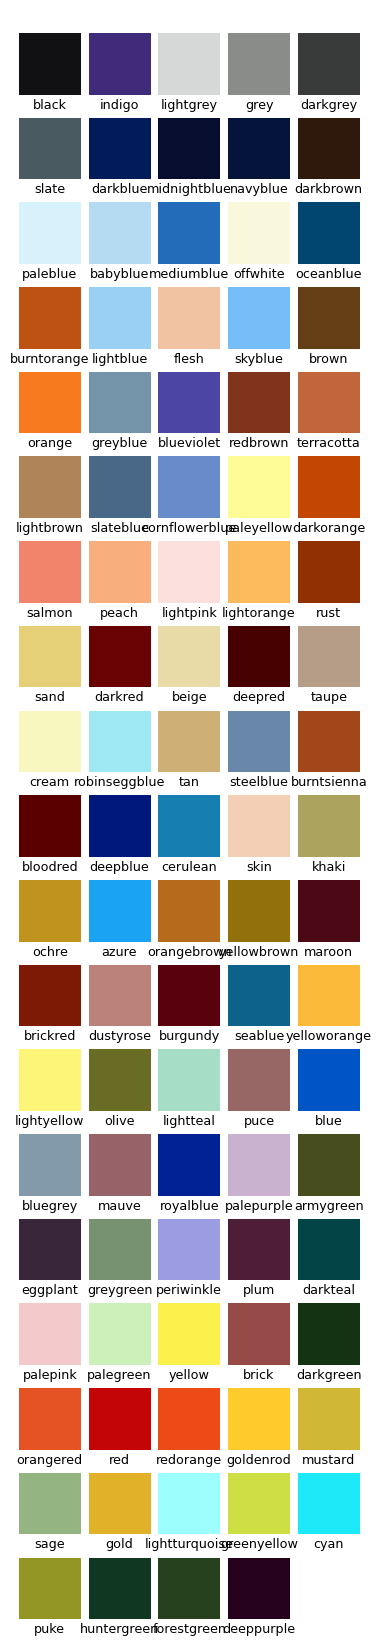 black indigo lightgrey grey darkgrey
slate darkblue midnightblue navyblue darkbrown
paleblue babyblue mediumblue offwhite oceanblue
burntorange lightblue flesh skyblue brown
orange greyblue blueviolet redbrown terracotta
lightbrown slateblue cornflowerblue paleyellow darkorange
salmon peach lightpink lightorange rust
sand darkred beige deepred taupe
cream robinseggblue tan steelblue burntsienna
bloodred deepblue cerulean skin khaki
ochre azure orangebrown yellowbrown maroon
brickred dustyrose burgundy seablue yelloworange
lightyellow olive lightteal puce blue
bluegrey mauve royalblue palepurple armygreen
eggplant greygreen periwinkle plum darkteal
palepink palegreen yellow brick darkgreen
orangered red redorange goldenrod mustard
sage gold lightturquoise greenyellow cyan
puke huntergreen forestgreen deeppurple